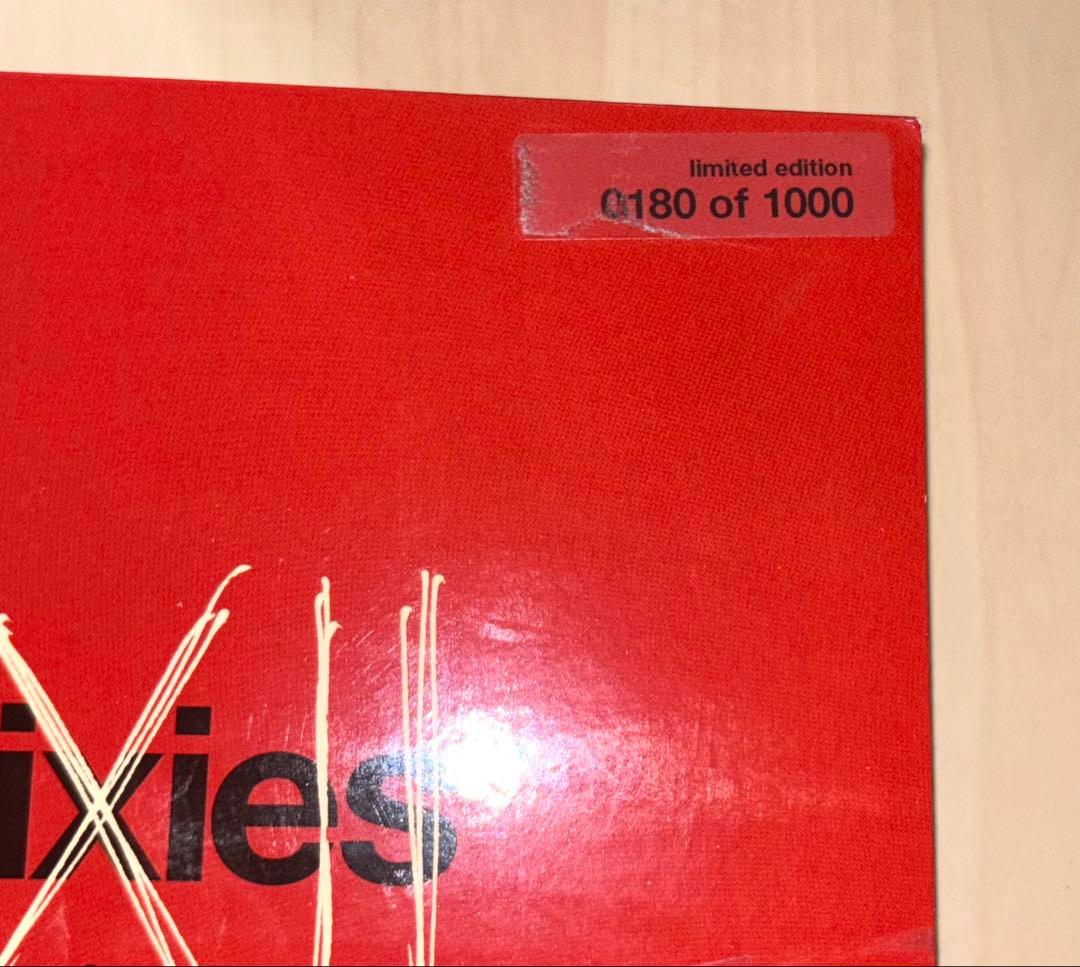 limited edition
0180 of 1000
ixies